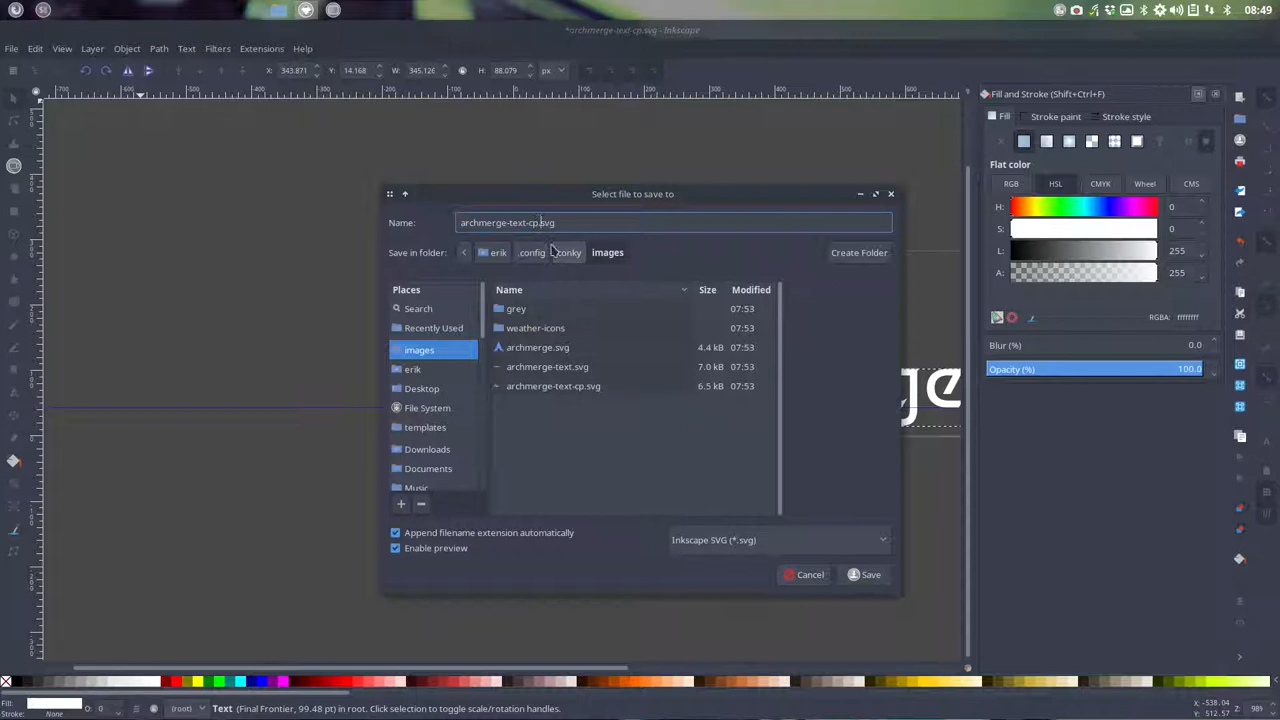 08:49
*archmerge-text-cp.svg - Inkscape
File Edit View Layer Object Path Text Filters Extensions Help
X: 343.871 Y: 14.168 W: 345.126 H: 88.079 px
Fill and Stroke (Shift+Ctrl+F)
Fill Stroke paint Stroke style
Flat color
RGB HSL CMYK Wheel CMS
H: 0
S: 0
L: 255
A: 255
RGBA: ffffffff
Blur (%) 0.0
Opacity (%) 100.0
ge
Select file to save to
Name: archmerge-text-cp.svg
Save in folder: erik .config conky images Create Folder
Places Name Size Modified
Search grey 07:53
Recently Used weather-icons 07:53
images archmerge.svg 4.4 kB 07:53
erik archmerge-text.svg 7.0 kB 07:53
Desktop archmerge-text-cp.svg 6.5 kB 07:53
File System
templates
Downloads
Documents
Music
Append filename extension automatically
Enable preview
Inkscape SVG (*.svg)
Cancel Save
Fill:
Stroke: None
O: 0
(root) Text (Final Frontier, 99.48 pt) in root. Click selection to toggle scale/rotation handles.
X: -538.04
Y: 512.57
Z: 98%